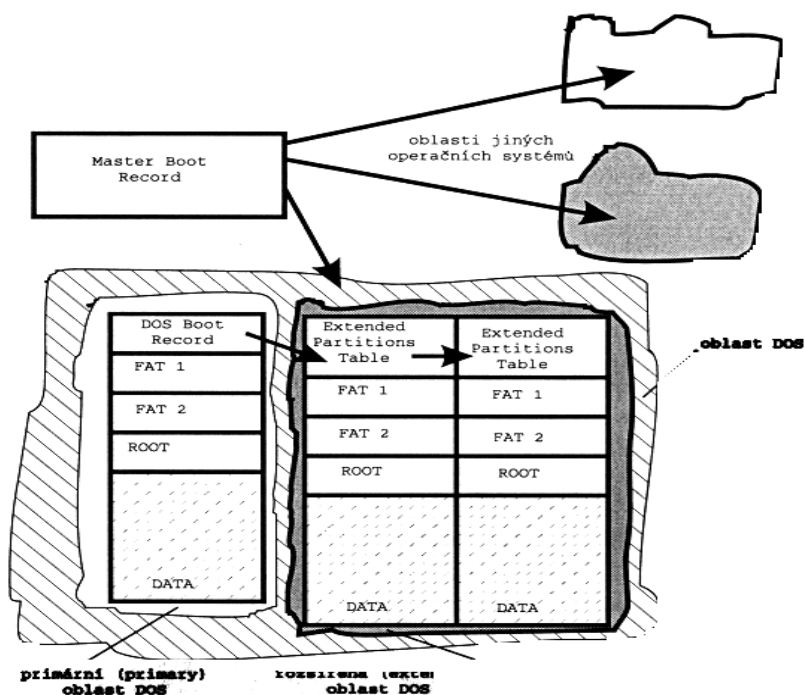 oblasti jiných
operačních systémů
Master Boot
Record
DOS Boot
Record
FAT 1
FAT 2
ROOT
DATA
Extended
Partitions
Table
FAT 1
FAT 2
ROOT
DATA
Extended
Partitions
Table
FAT 1
FAT 2
ROOT
DATA
oblast DOS
primární (primary)
oblast DOS
oblast DOS